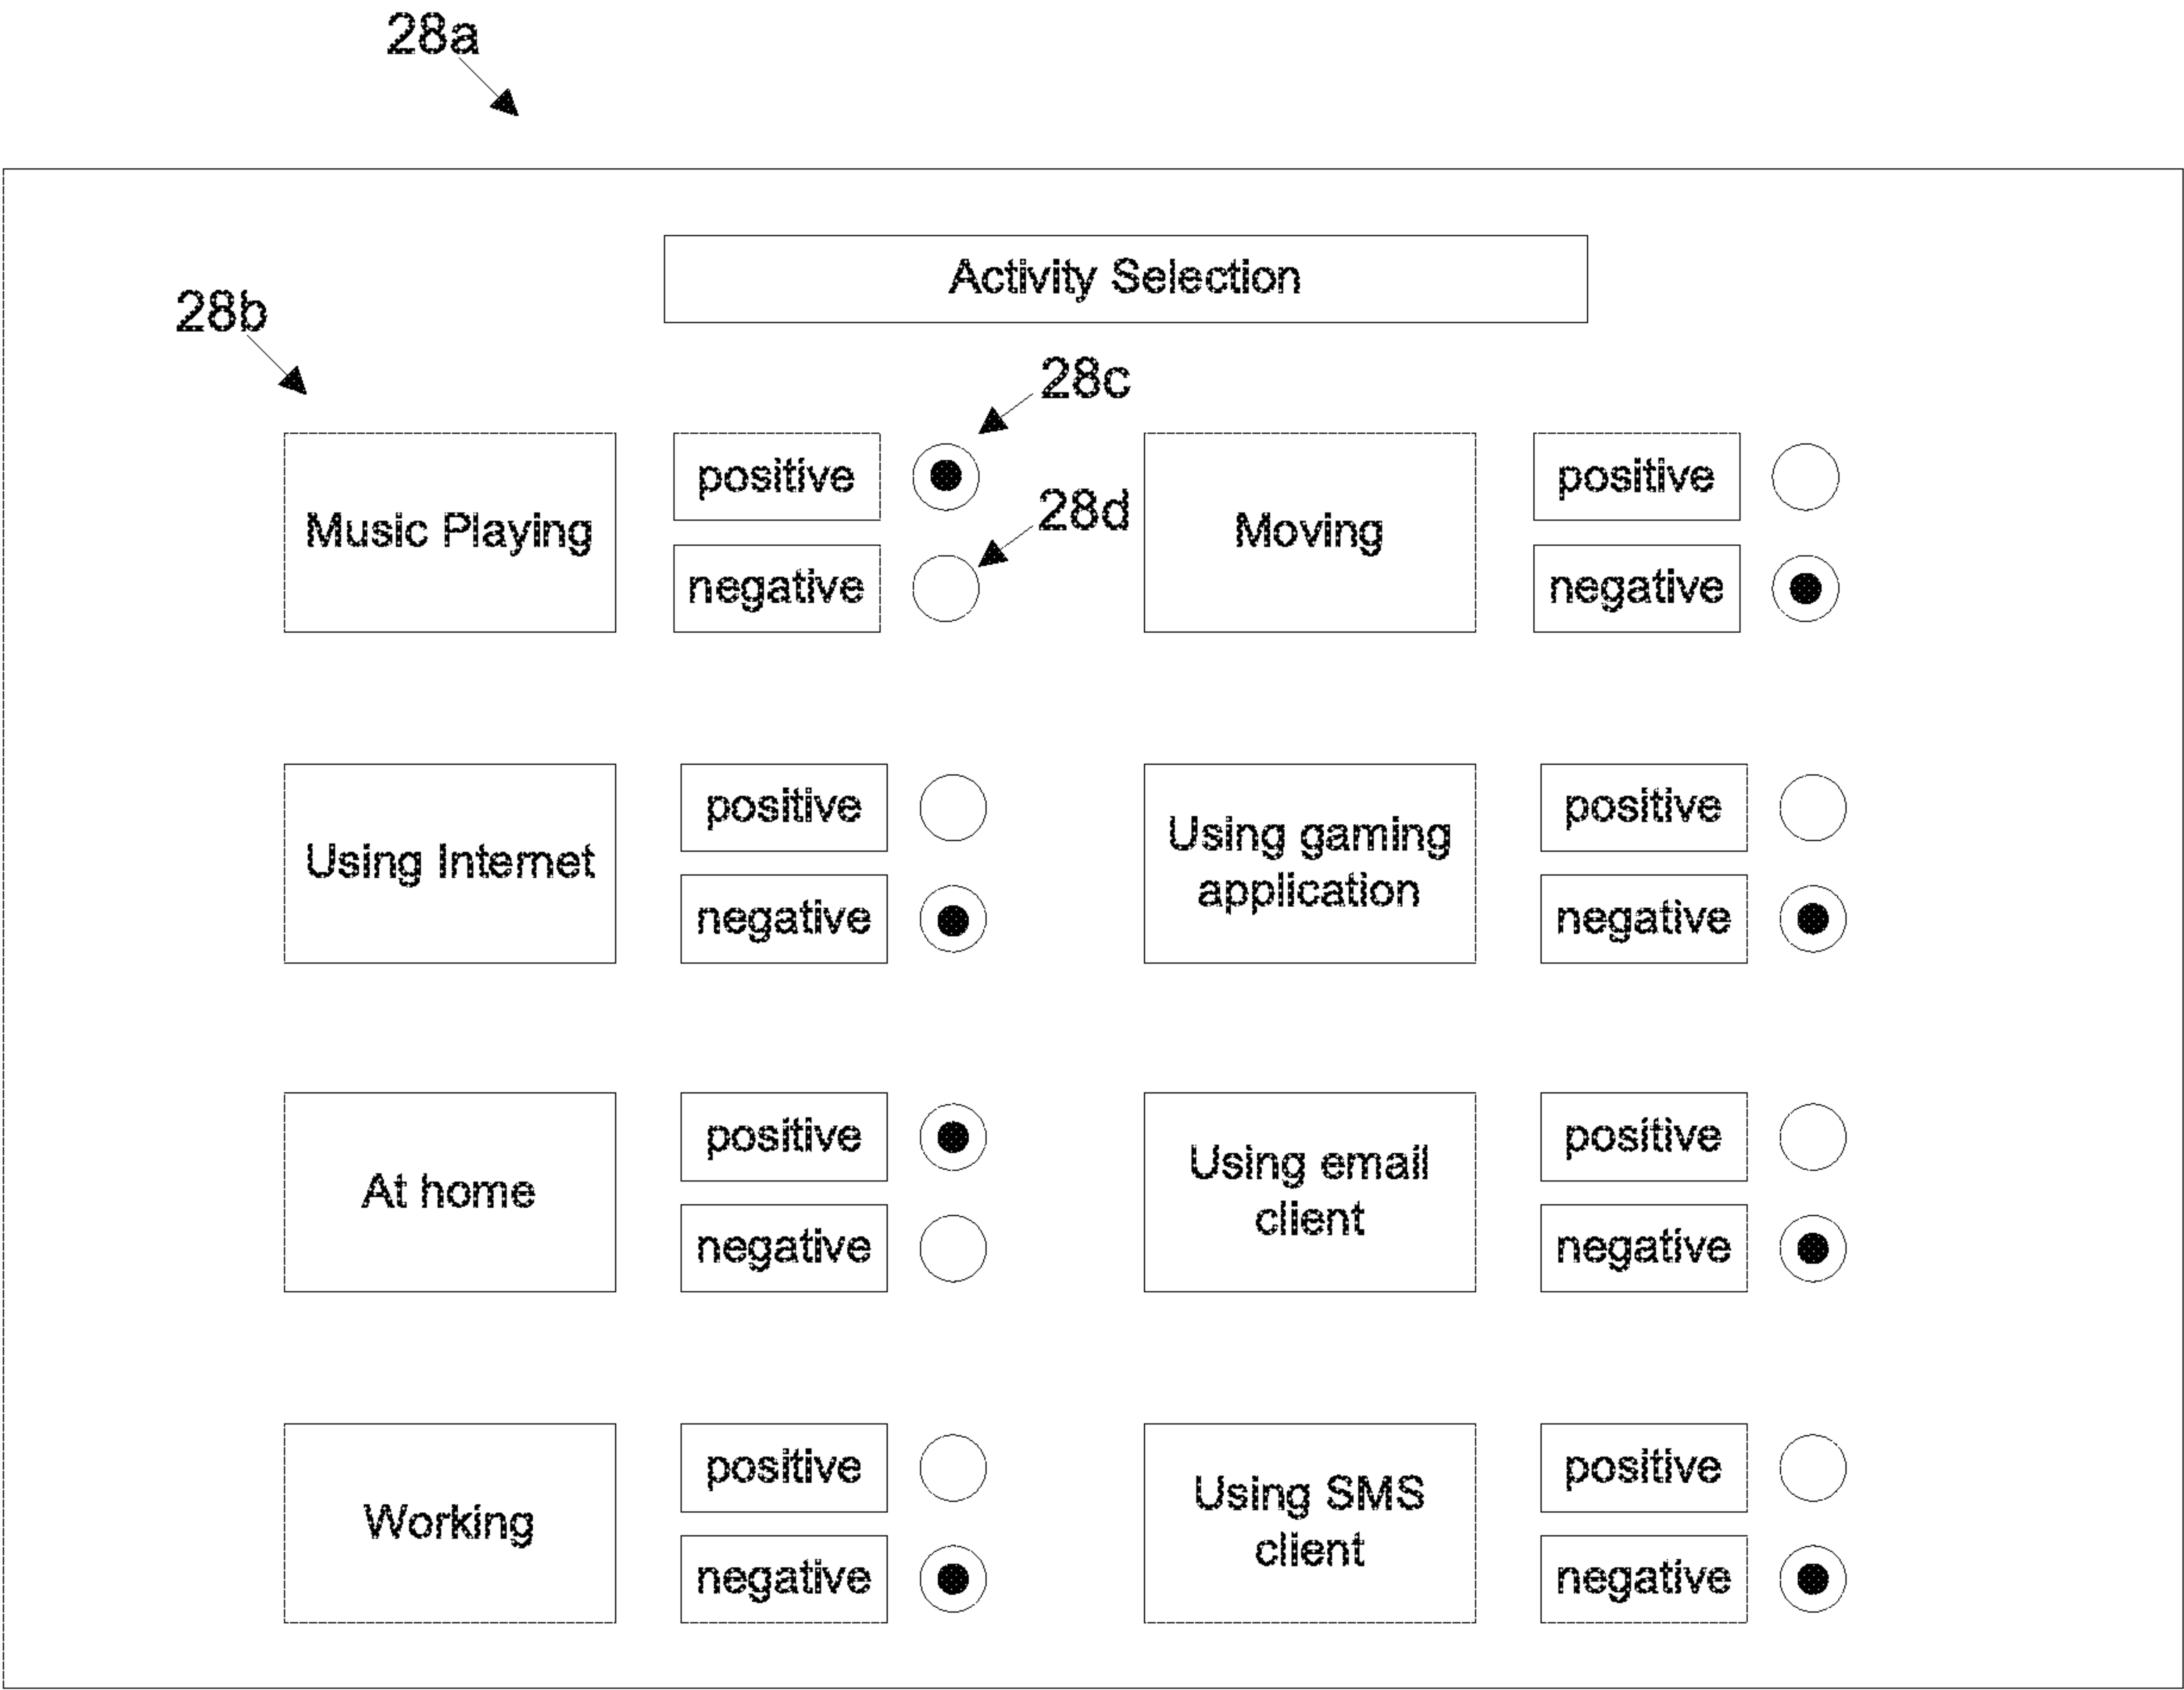 28a
Activity Selection
28b
28c
positive
positive
Music Playing
28d
Moving
negative
negative
positive
positive
Using Internet
Using gaming
application
negative
negative
positive
positive
At home
Using email
client
negative
negative
positive
positive
Working
Using SMS
client
negative
negative